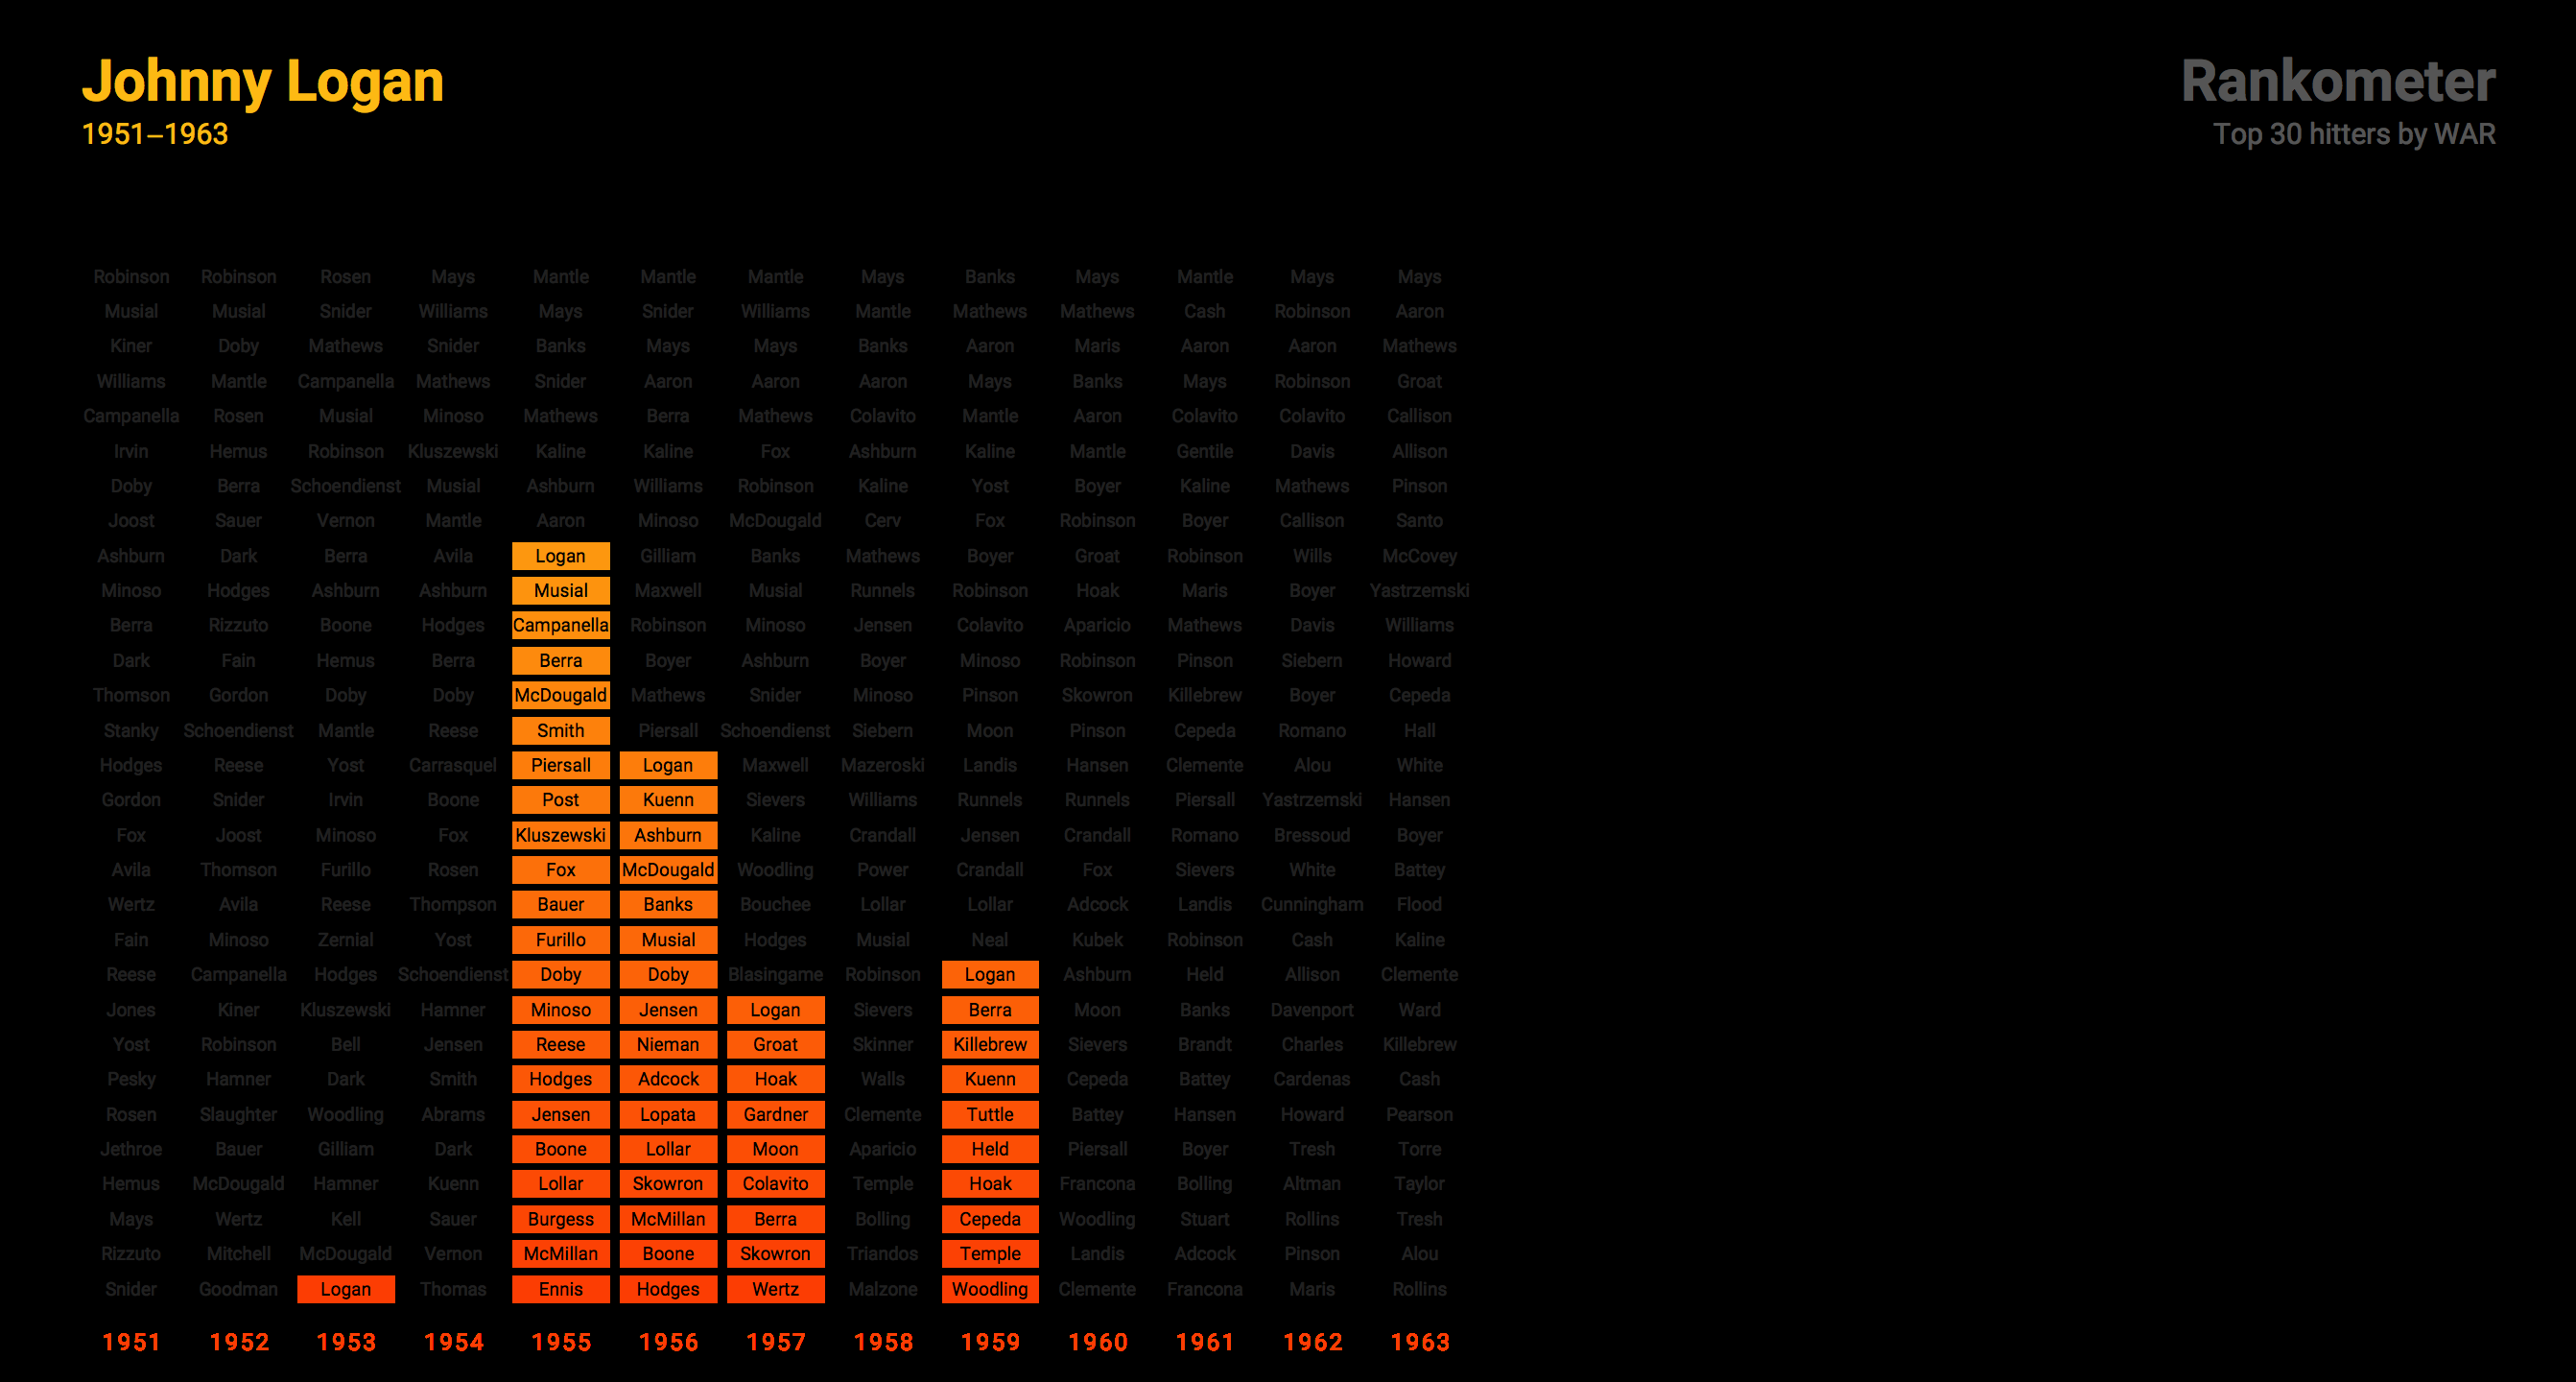 Johnny Logan
1951–1963
Rankometer
Top 30 hitters by WAR
Robinson Robinson Rosen Mays Mantle Mantle Mantle Mays Banks Mays Mantle Mays Mays
Musial Musial Snider Williams Mays Snider Williams Mantle Mathews Mathews Cash Robinson Aaron
Kiner Doby Mathews Snider Banks Mays Mays Banks Aaron Maris Aaron Aaron Mathews
Williams Mantle Campanella Mathews Snider Aaron Aaron Aaron Mays Banks Mays Robinson Groat
Campanella Rosen Musial Minoso Mathews Berra Mathews Colavito Mantle Aaron Colavito Colavito Callison
Irvin Hemus Robinson Kluszewski Kaline Kaline Fox Ashburn Kaline Mantle Gentile Davis Allison
Doby Berra Schoendienst Musial Ashburn Williams Robinson Kaline Yost Boyer Kaline Mathews Pinson
Joost Sauer Vernon Mantle Aaron Minoso McDougald Cerv Fox Robinson Boyer Callison Santo
Ashburn Dark Berra Avila Logan Gilliam Banks Mathews Boyer Groat Robinson Wills McCovey
Minoso Hodges Ashburn Ashburn Musial Maxwell Musial Runnels Robinson Hoak Maris Boyer Yastrzemski
Berra Rizzuto Boone Hodges Campanella Robinson Minoso Jensen Colavito Aparicio Mathews Davis Williams
Dark Fain Hemus Berra Berra Boyer Ashburn Boyer Minoso Robinson Pinson Siebern Howard
Thomson Gordon Doby Doby McDougald Mathews Snider Minoso Pinson Skowron Killebrew Boyer Cepeda
Stanky Schoendienst Mantle Reese Smith Piersall Schoendienst Siebern Moon Pinson Cepeda Romano Hall
Hodges Reese Yost Carrasquel Piersall Logan Maxwell Mazeroski Landis Hansen Clemente Alou White
Gordon Snider Irvin Boone Post Kuenn Sievers Williams Runnels Runnels Piersall Yastrzemski Hansen
Fox Joost Minoso Fox Kluszewski Ashburn Kaline Crandall Jensen Crandall Romano Bressoud Boyer
Avila Thomson Furillo Rosen Fox McDougald Woodling Power Crandall Fox Sievers White Battey
Wertz Avila Reese Thompson Bauer Banks Bouchee Lollar Lollar Adcock Landis Cunningham Flood
Fain Minoso Zernial Yost Furillo Musial Hodges Musial Neal Kubek Robinson Cash Kaline
Reese Campanella Hodges Schoendienst Doby Doby Blasingame Robinson Logan Ashburn Held Allison Clemente
Jones Kiner Kluszewski Hamner Minoso Jensen Logan Sievers Berra Moon Banks Davenport Ward
Yost Robinson Bell Jensen Reese Nieman Groat Skinner Killebrew Sievers Brandt Charles Killebrew
Pesky Hamner Dark Smith Hodges Adcock Hoak Walls Kuenn Cepeda Battey Cardenas Cash
Rosen Slaughter Woodling Abrams Jensen Lopata Gardner Clemente Tuttle Battey Hansen Howard Pearson
Jethroe Bauer Gilliam Dark Boone Lollar Moon Aparicio Held Piersall Boyer Tresh Torre
Hemus McDougald Hamner Kuenn Lollar Skowron Colavito Temple Hoak Francona Bolling Altman Taylor
Mays Wertz Kell Sauer Burgess McMillan Berra Bolling Cepeda Woodling Stuart Rollins Tresh
Rizzuto Mitchell McDougald Vernon McMillan Boone Skowron Triandos Temple Landis Adcock Pinson Alou
Snider Goodman Logan Thomas Ennis Hodges Wertz Malzone Woodling Clemente Francona Maris Rollins
1951 1952 1953 1954 1955 1956 1957 1958 1959 1960 1961 1962 1963